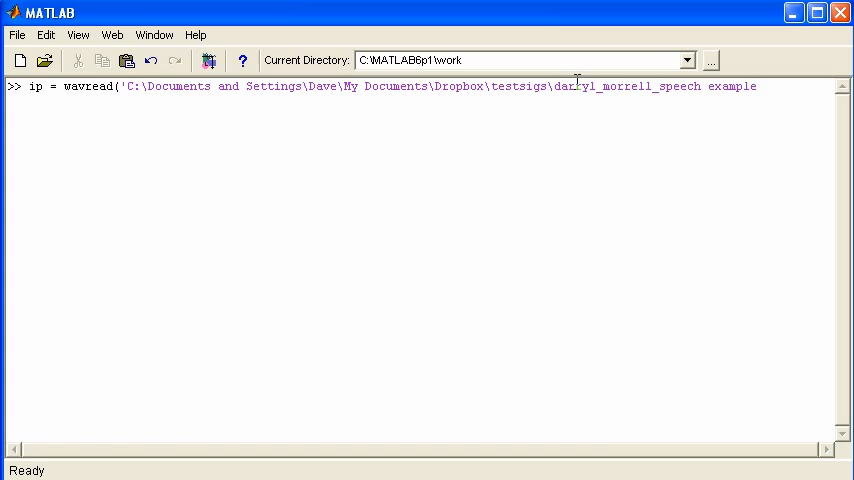 MATLAB
File Edit View Web Window Help
? Current Directory: C:\MATLAB6p1\work ...
>> ip = wavread('C:\Documents and Settings\Dave\My Documents\Dropbox\testsigs\darryl_morrell_speech example
Ready